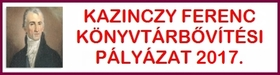 KAZINCZY FERENC
KÖNYVTÁRBŐVÍTÉSI
PÁLYÁZAT 2017.